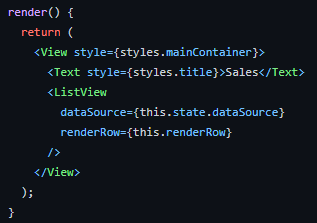 render() {
  return (
    <View style={styles.mainContainer}>
      <Text style={styles.title}>Sales</Text>
      <ListView
        dataSource={this.state.dataSource}
        renderRow={this.renderRow}
      />
    </View>
  );
}